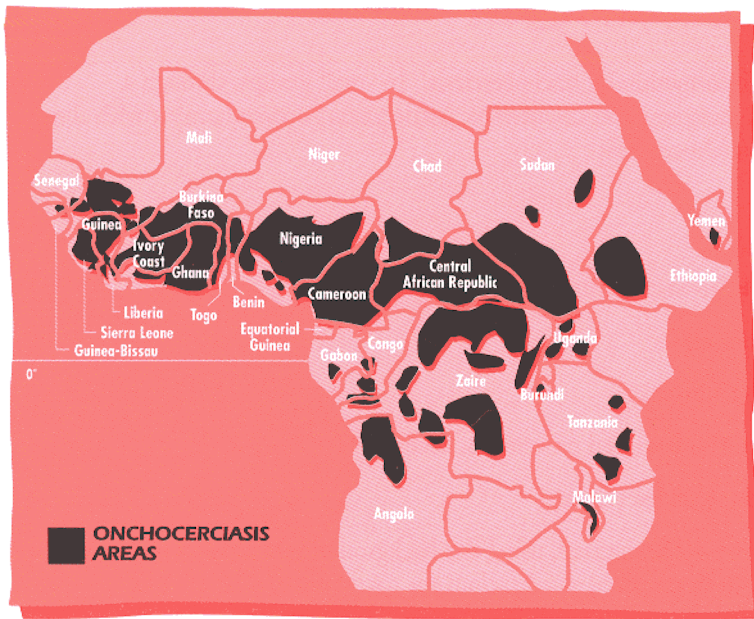 Mali
Niger
Chad
Sudan
Senegal
Burkina
Faso
Yemen
Guinea
Nigeria
Ivory
Coast
Ghana
Central
African Republic
Ethiopia
Cameroon
Benin
Liberia
Togo
Sierra Leone
Equatorial
Guinea
Guinea-Bissau
Congo
Uganda
Gabon
0°
Zaire
Burundi
Tanzania
Malawi
Angola
ONCHOCERCIASIS
AREAS